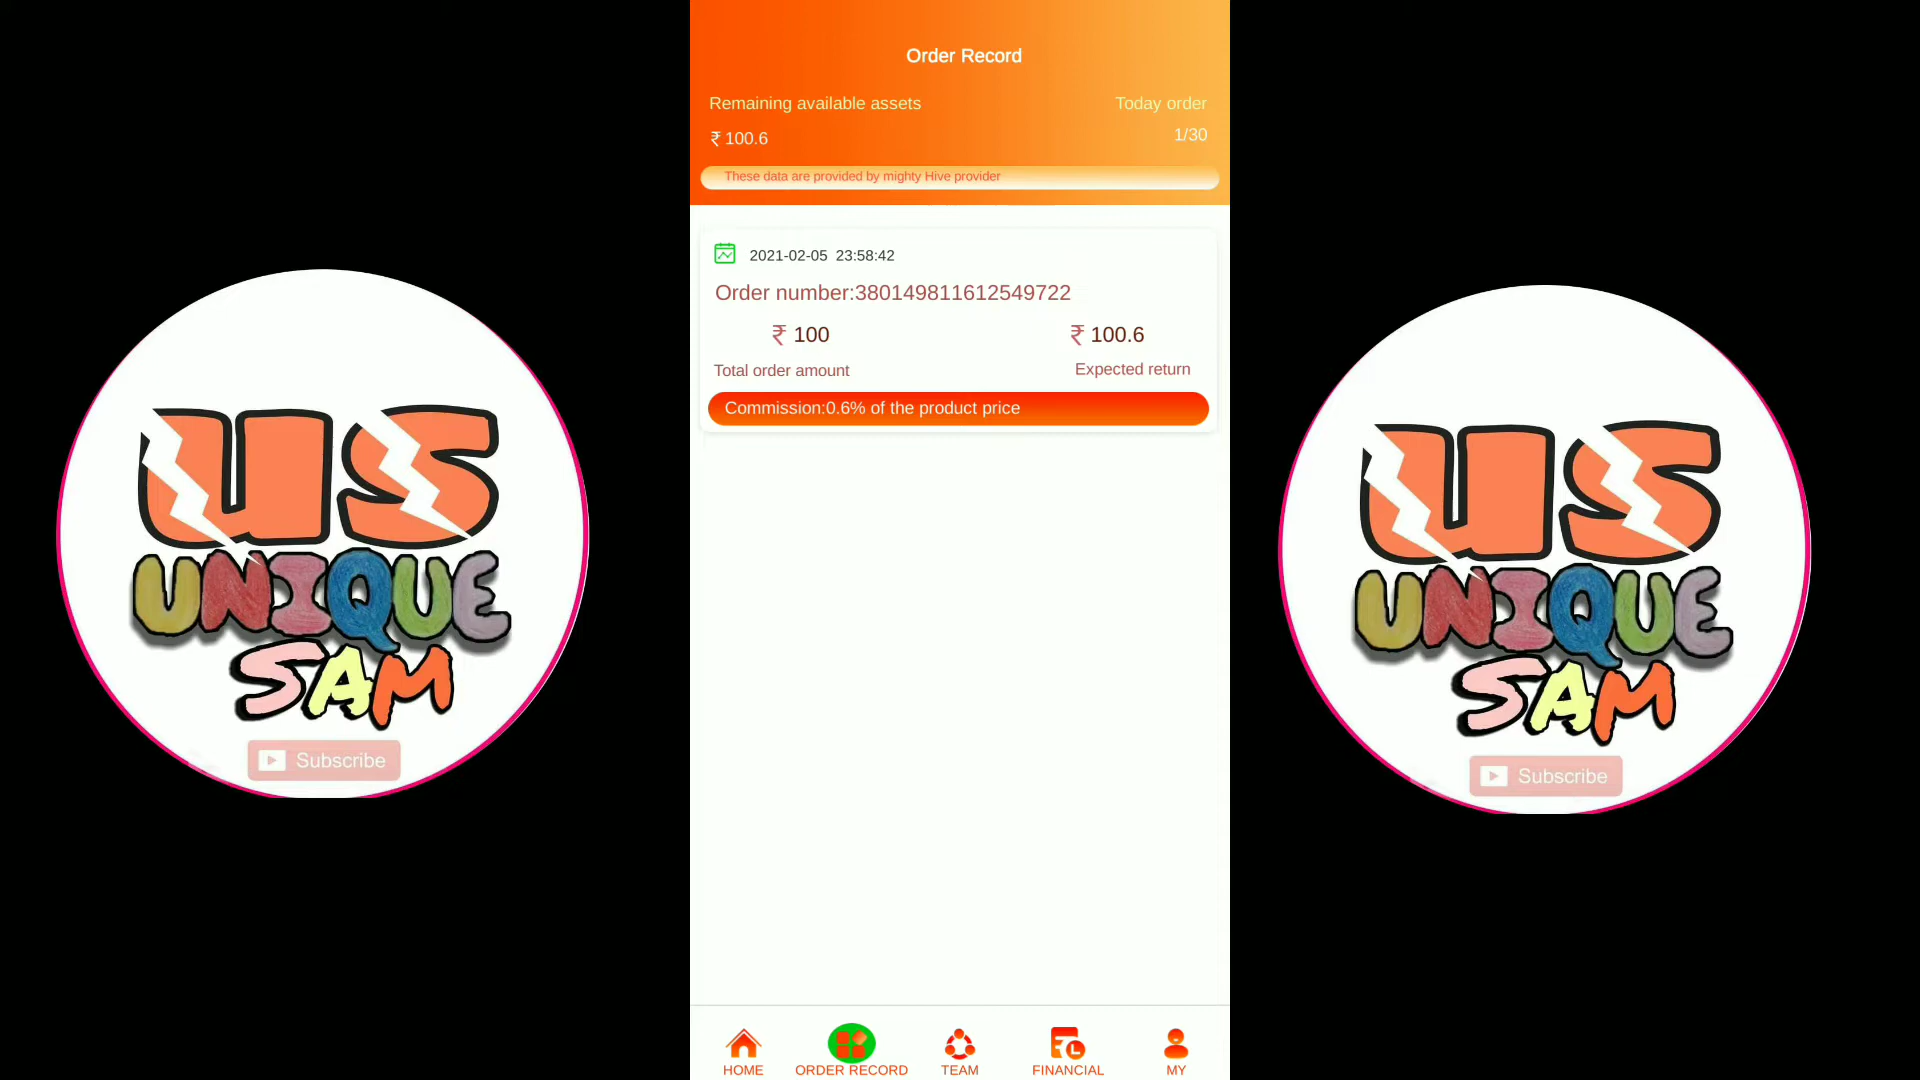 Order Record
Remaining available assets
Today order
₹ 100.6
1/30
These data are provided by mighty Hive provider
2021-02-05 23:58:42
Order number:380149811612549722
₹ 100
₹ 100.6
Total order amount
Expected return
Commission:0.6% of the product price
HOME
ORDER RECORD
TEAM
FINANCIAL
MY
US
UNIQUE
SAM
Subscribe
US
UNIQUE
SAM
Subscribe